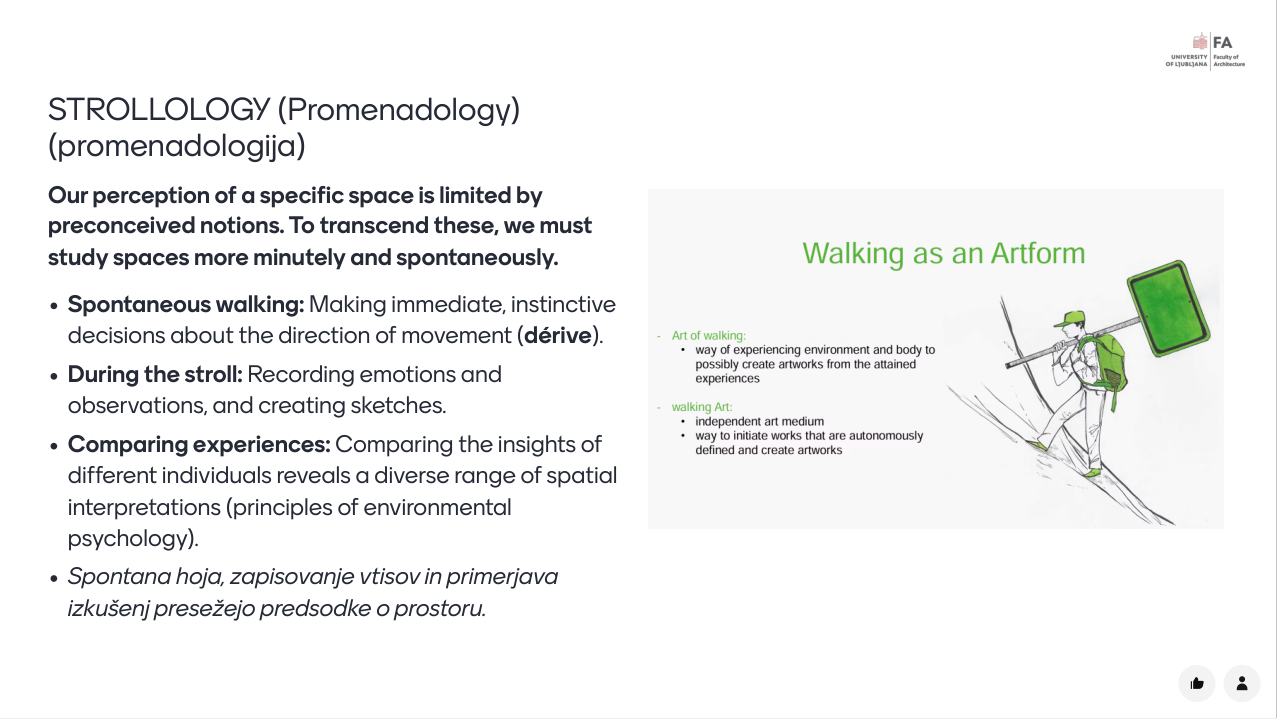 UNIVERSITY
OF LJUBLJANA
FA
Faculty of
Architecture
STROLLOLOGY (Promenadology)
(promenadologija)
Our perception of a specific space is limited by
preconceived notions. To transcend these, we must
study spaces more minutely and spontaneously.
• Spontaneous walking: Making immediate, instinctive
decisions about the direction of movement (dérive).
• During the stroll: Recording emotions and
observations, and creating sketches.
• Comparing experiences: Comparing the insights of
different individuals reveals a diverse range of spatial
interpretations (principles of environmental
psychology).
• Spontana hoja, zapisovanje vtisov in primerjava
izkušenj presežejo predsodke o prostoru.
Walking as an Artform
- Art of walking:
• way of experiencing environment and body to
possibly create artworks from the attained
experiences
- walking Art:
• independent art medium
• way to initiate works that are autonomously
defined and create artworks